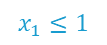 x₁ ≤ 1